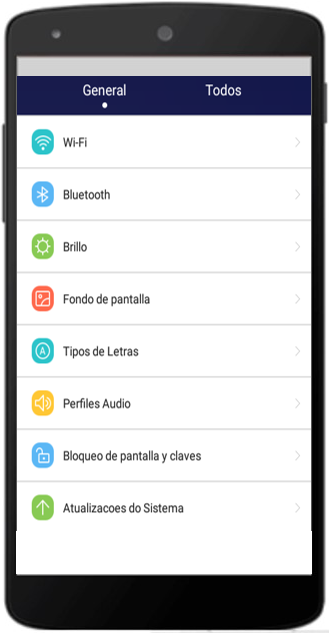 General Todos
Wi-Fi
Bluetooth
Brillo
Fondo de pantalla
Tipos de Letras
Perfiles Audio
Bloqueo de pantalla y claves
Atualizacoes do Sistema